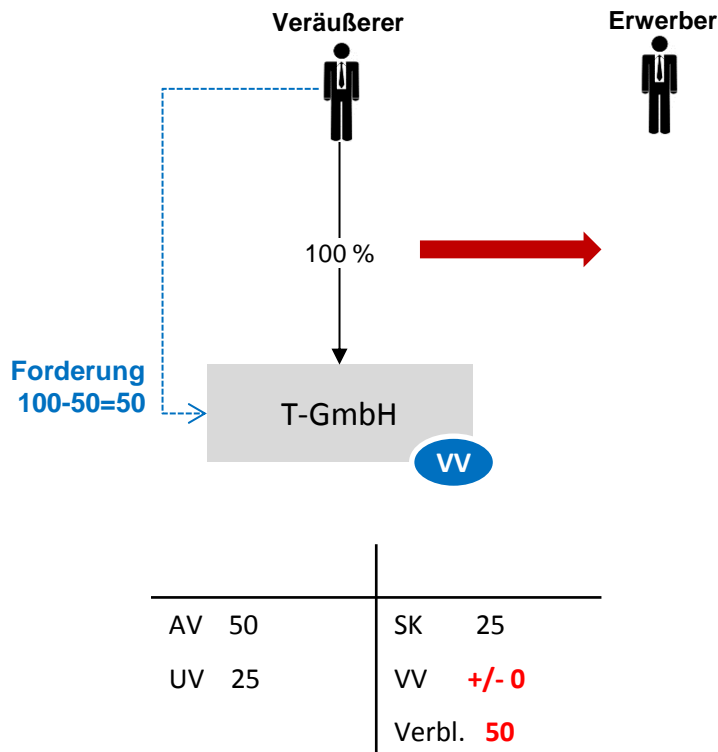 Veräußerer
Erwerber
100 %
Forderung
100-50=50
T-GmbH
VV
AV 50
SK 25
UV 25
VV +/- 0
Verbl. 50